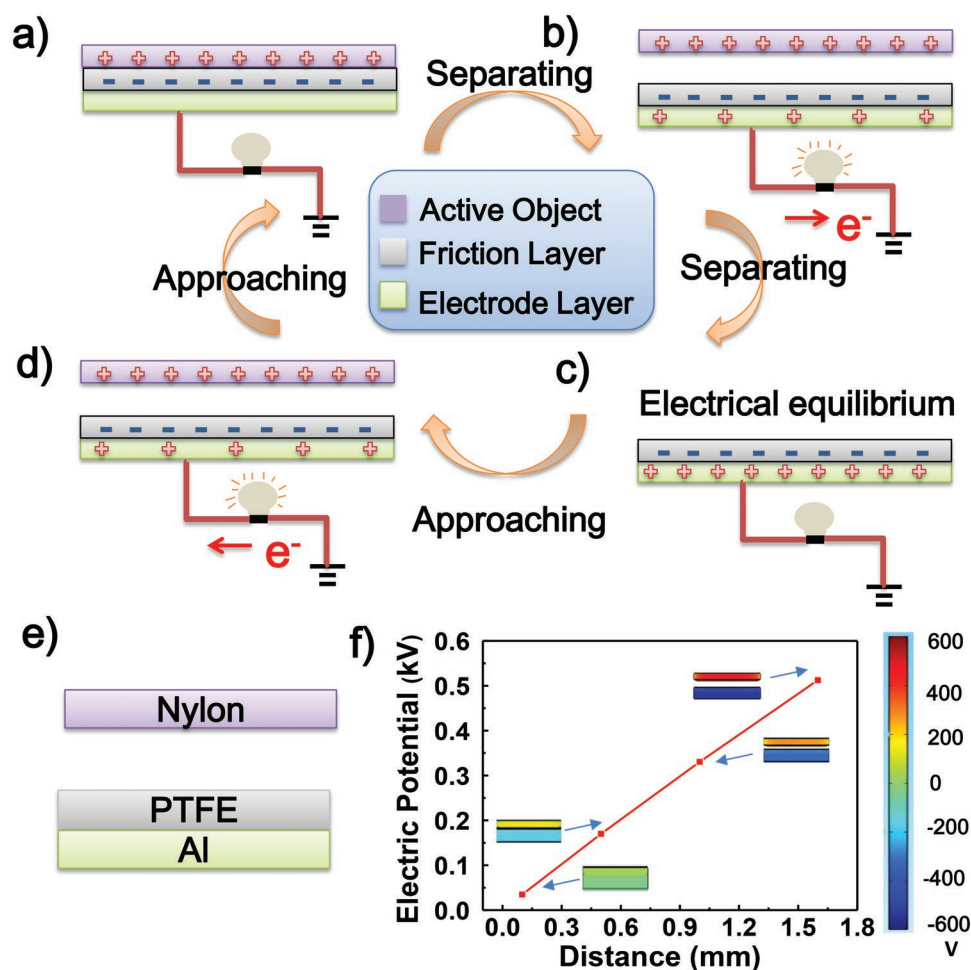 a)
Separating
b)
Active Object
Friction Layer
Electrode Layer
e-
Approaching
Separating
d)
c)
Electrical equilibrium
e-
Approaching
e)
Nylon
PTFE
Al
f)
Electric Potential (kV)
0.6
0.5
0.4
0.3
0.2
0.1
0.0
0.0 0.3 0.6 0.9 1.2 1.5 1.8
Distance (mm)
600
400
200
0
-200
-400
-600
V